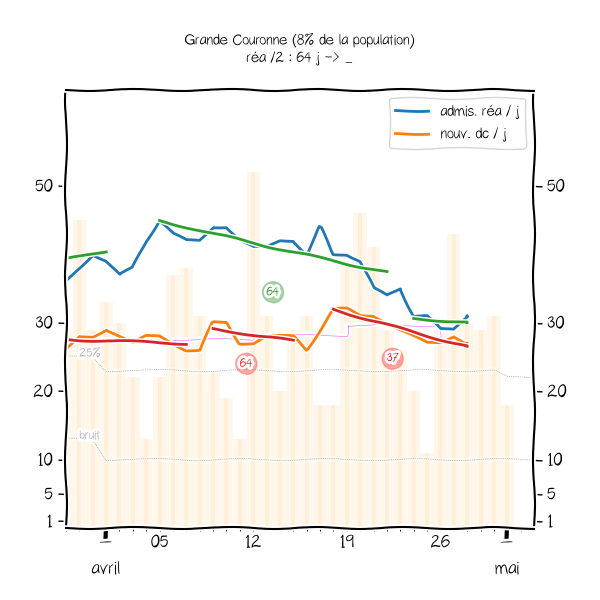 Grande Couronne (8% de la population)
réa /2 : 64 j -> _
admis. réa / j
nouv. dc / j
50 50
64
30 30
64 37
25%
20 20
bruit
10 10
5 5
1 1
05 12 19 26
avril mai